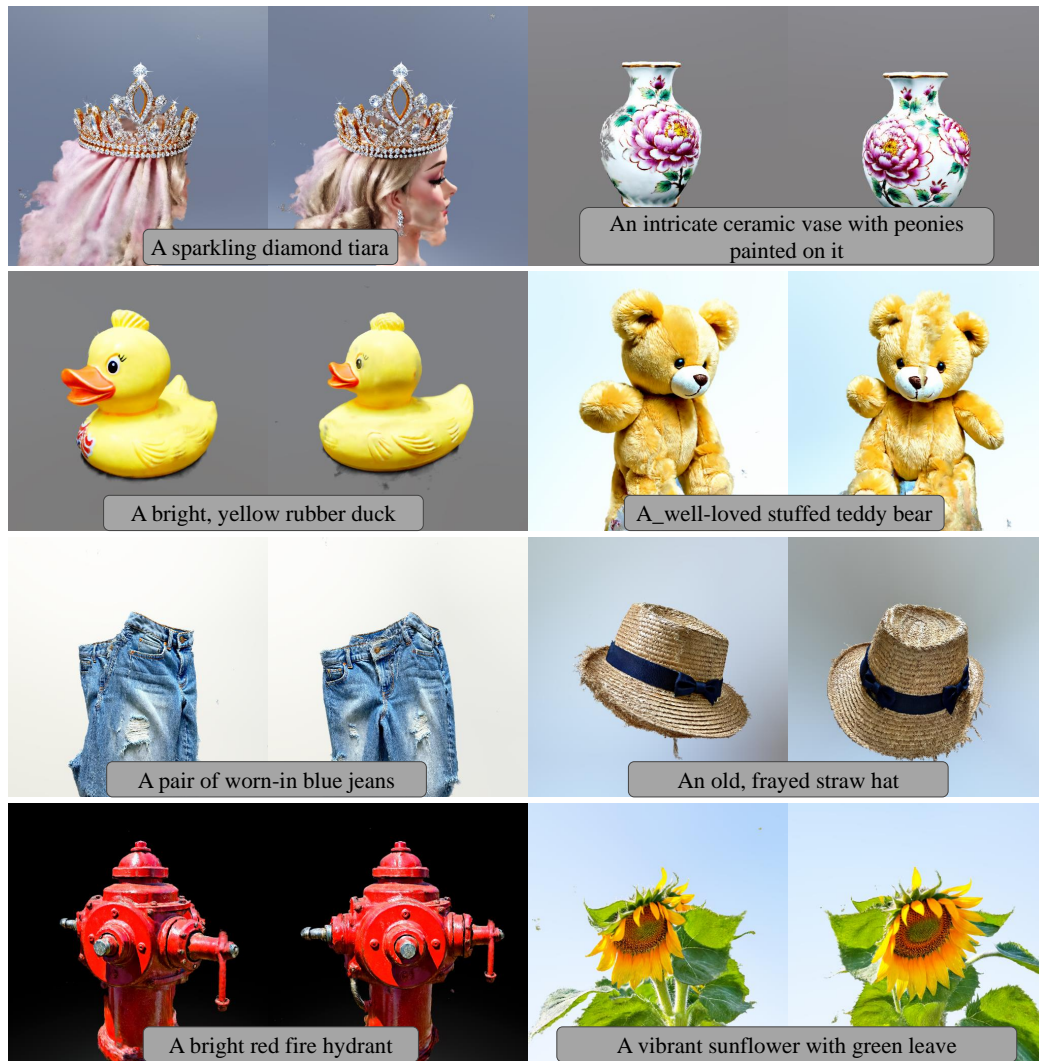 A sparkling diamond tiara
An intricate ceramic vase with peonies
painted on it
A bright, yellow rubber duck
A_well-loved stuffed teddy bear
A pair of worn-in blue jeans
An old, frayed straw hat
A bright red fire hydrant
A vibrant sunflower with green leave